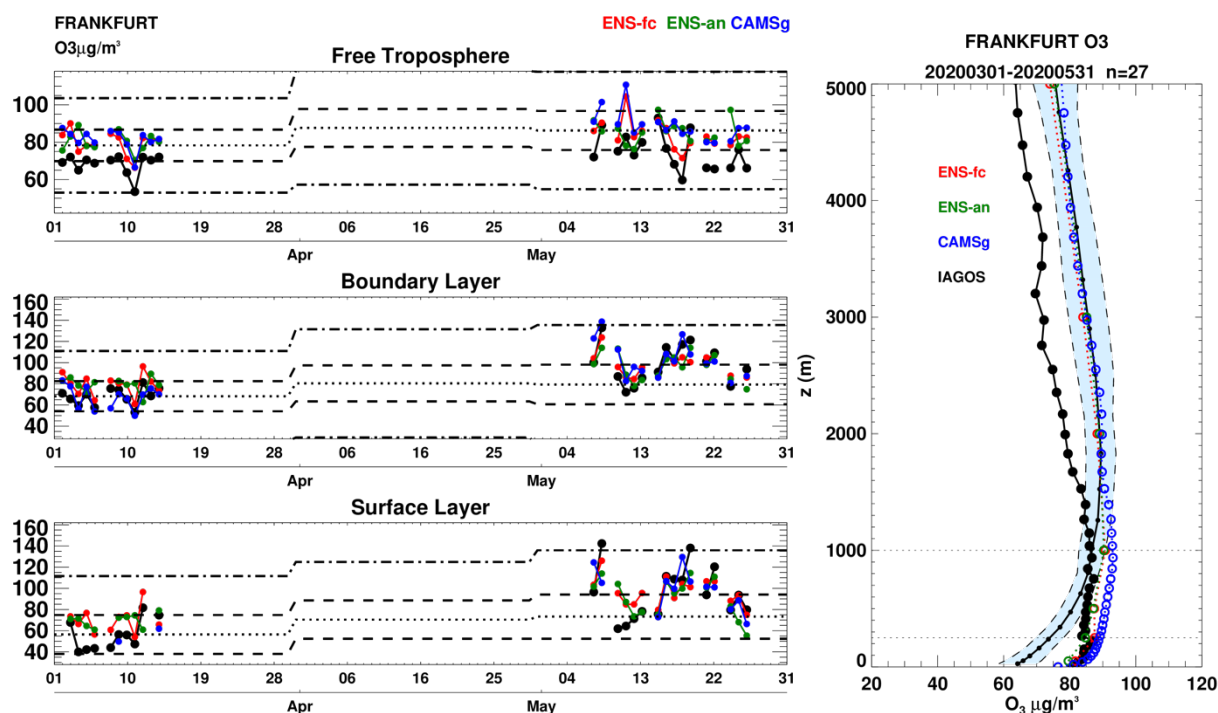 FRANKFURT
O3μg/m³
ENS-fc ENS-an CAMSg
Free Troposphere
100
80
60
01 10 19 28 06 16 25 04 13 22 31
Apr May
Boundary Layer
160
140
120
100
80
60
40
01 10 19 28 06 16 25 04 13 22 31
Apr May
Surface Layer
160
140
120
100
80
60
40
01 10 19 28 06 16 25 04 13 22 31
Apr May
FRANKFURT O3
20200301-20200531 n=27
5000
4000
3000
2000
1000
0
z (m)
ENS-fc
ENS-an
CAMSg
IAGOS
20 40 60 80 100 120
O₃ μg/m³